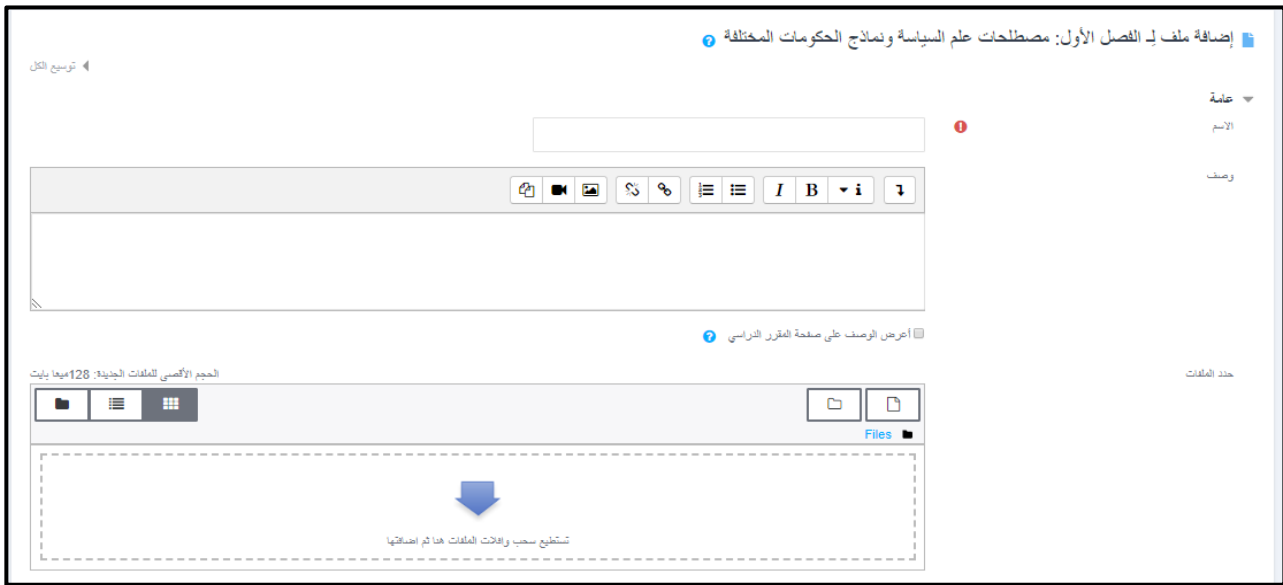 إضافة ملف لِـ الفصل الأول: مصطلحات علم السياسة ونماذج الحكومات المختلفة
توسيع الكل
عامة
الاسم
وصف
أعرض الوصف على صفحة المقرر الدراسي
حدد الملفات
الحجم الأقصى للملفات الجديدة: 128ميغا بايت
Files
تستطيع سحب وافلات الملفات هنا ثم اضافتها